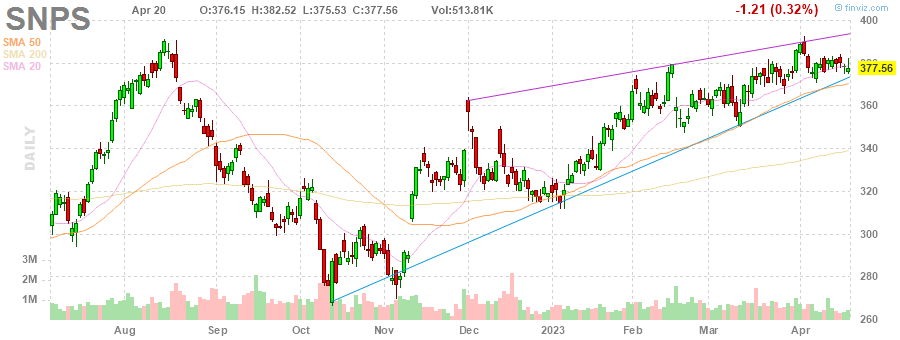 SNPS
Apr 20 O:376.15 H:382.52 L:375.53 C:377.56 Vol:513.81K -1.21 (0.32%)
© finviz.com
SMA 50
SMA 200
SMA 20
DAILY
400
380
377.56
360
340
320
300
280
260
3M
2M
1M
Aug Sep Oct Nov Dec 2023 Feb Mar Apr